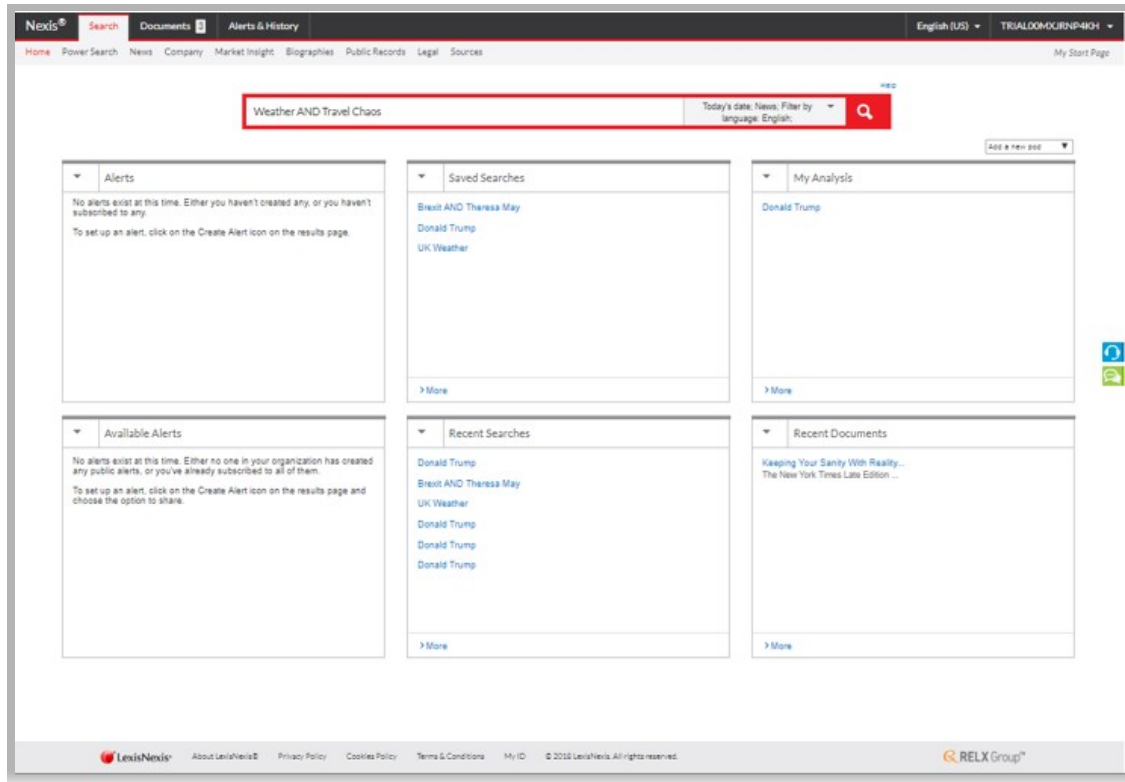 Nexis® Search Documents 3 Alerts & History English (US) TRIAL00MXJRNP4KH
Home Power Search News Company Market Insight Biographies Public Records Legal Sources My Start Page
Help
Weather AND Travel Chaos
Today's date; News; Filter by
language: English;
Add a new pod
Alerts
No alerts exist at this time. Either you haven't created any, or you haven't
subscribed to any.
To set up an alert, click on the Create Alert icon on the results page.
Saved Searches
Brexit AND Theresa May
Donald Trump
UK Weather
More
My Analysis
Donald Trump
More
Available Alerts
No alerts exist at this time. Either no one in your organization has created
any public alerts, or you've already subscribed to all of them.
To set up an alert, click on the Create Alert icon on the results page and
choose the option to share.
Recent Searches
Donald Trump
Brexit AND Theresa May
UK Weather
Donald Trump
Donald Trump
Donald Trump
More
Recent Documents
Keeping Your Sanity With Reality...
The New York Times Late Edition ...
More
LexisNexis® About LexisNexis® Privacy Policy Cookies Policy Terms & Conditions My ID © 2018 LexisNexis. All rights reserved. RELX Group™